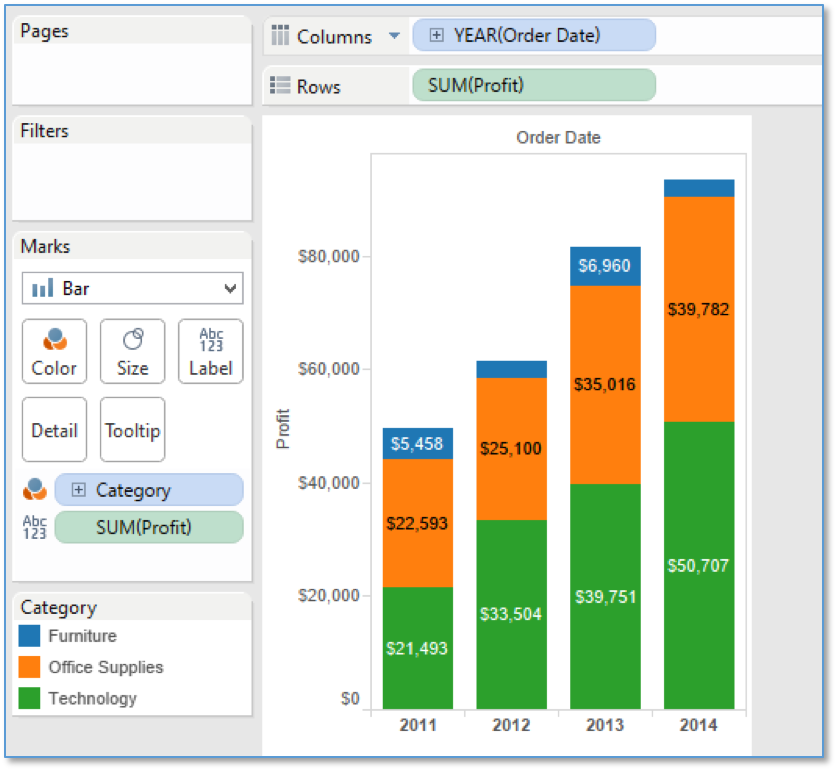 Pages
Filters
Marks
Bar
Color
Size
Abc
123
Label
Detail
Tooltip
Category
Abc
123
SUM(Profit)
Category
Furniture
Office Supplies
Technology
Columns
YEAR(Order Date)
Rows
SUM(Profit)
Order Date
Profit
$80,000
$60,000
$40,000
$20,000
$0
$5,458
$22,593
$21,493
$25,100
$33,504
$6,960
$35,016
$39,751
$39,782
$50,707
2011 2012 2013 2014